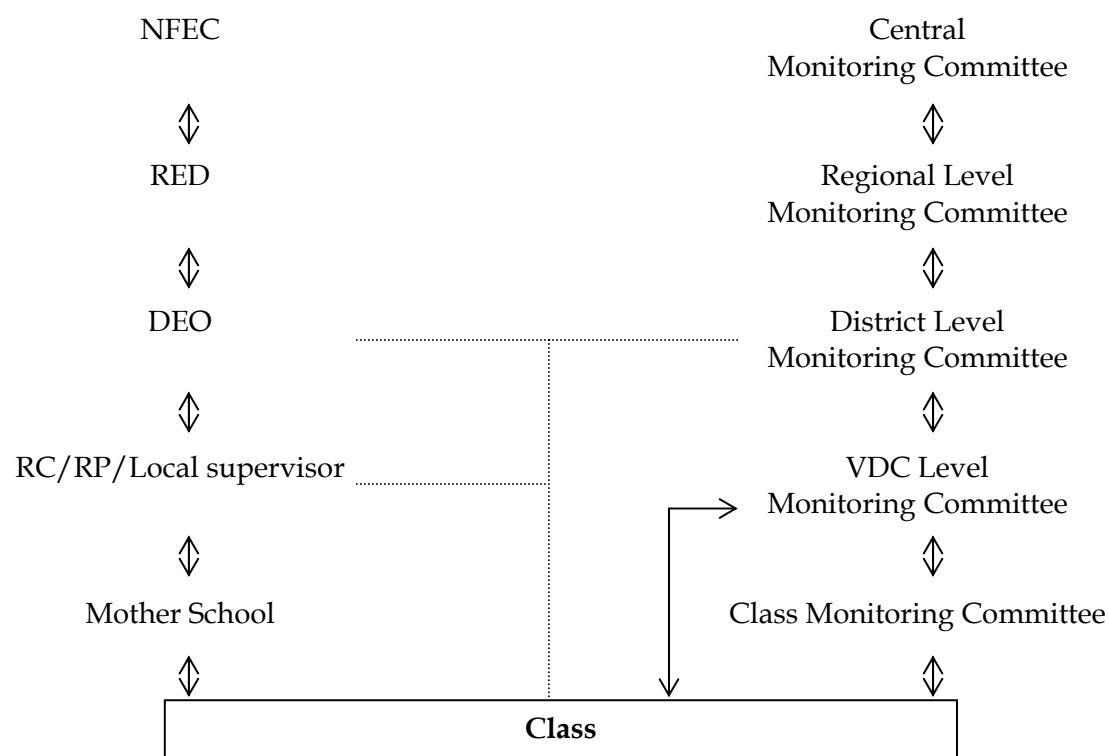 NFEC
Central
Monitoring Committee
RED
Regional Level
Monitoring Committee
DEO
District Level
Monitoring Committee
RC/RP/Local supervisor
VDC Level
Monitoring Committee
Mother School
Class Monitoring Committee
Class